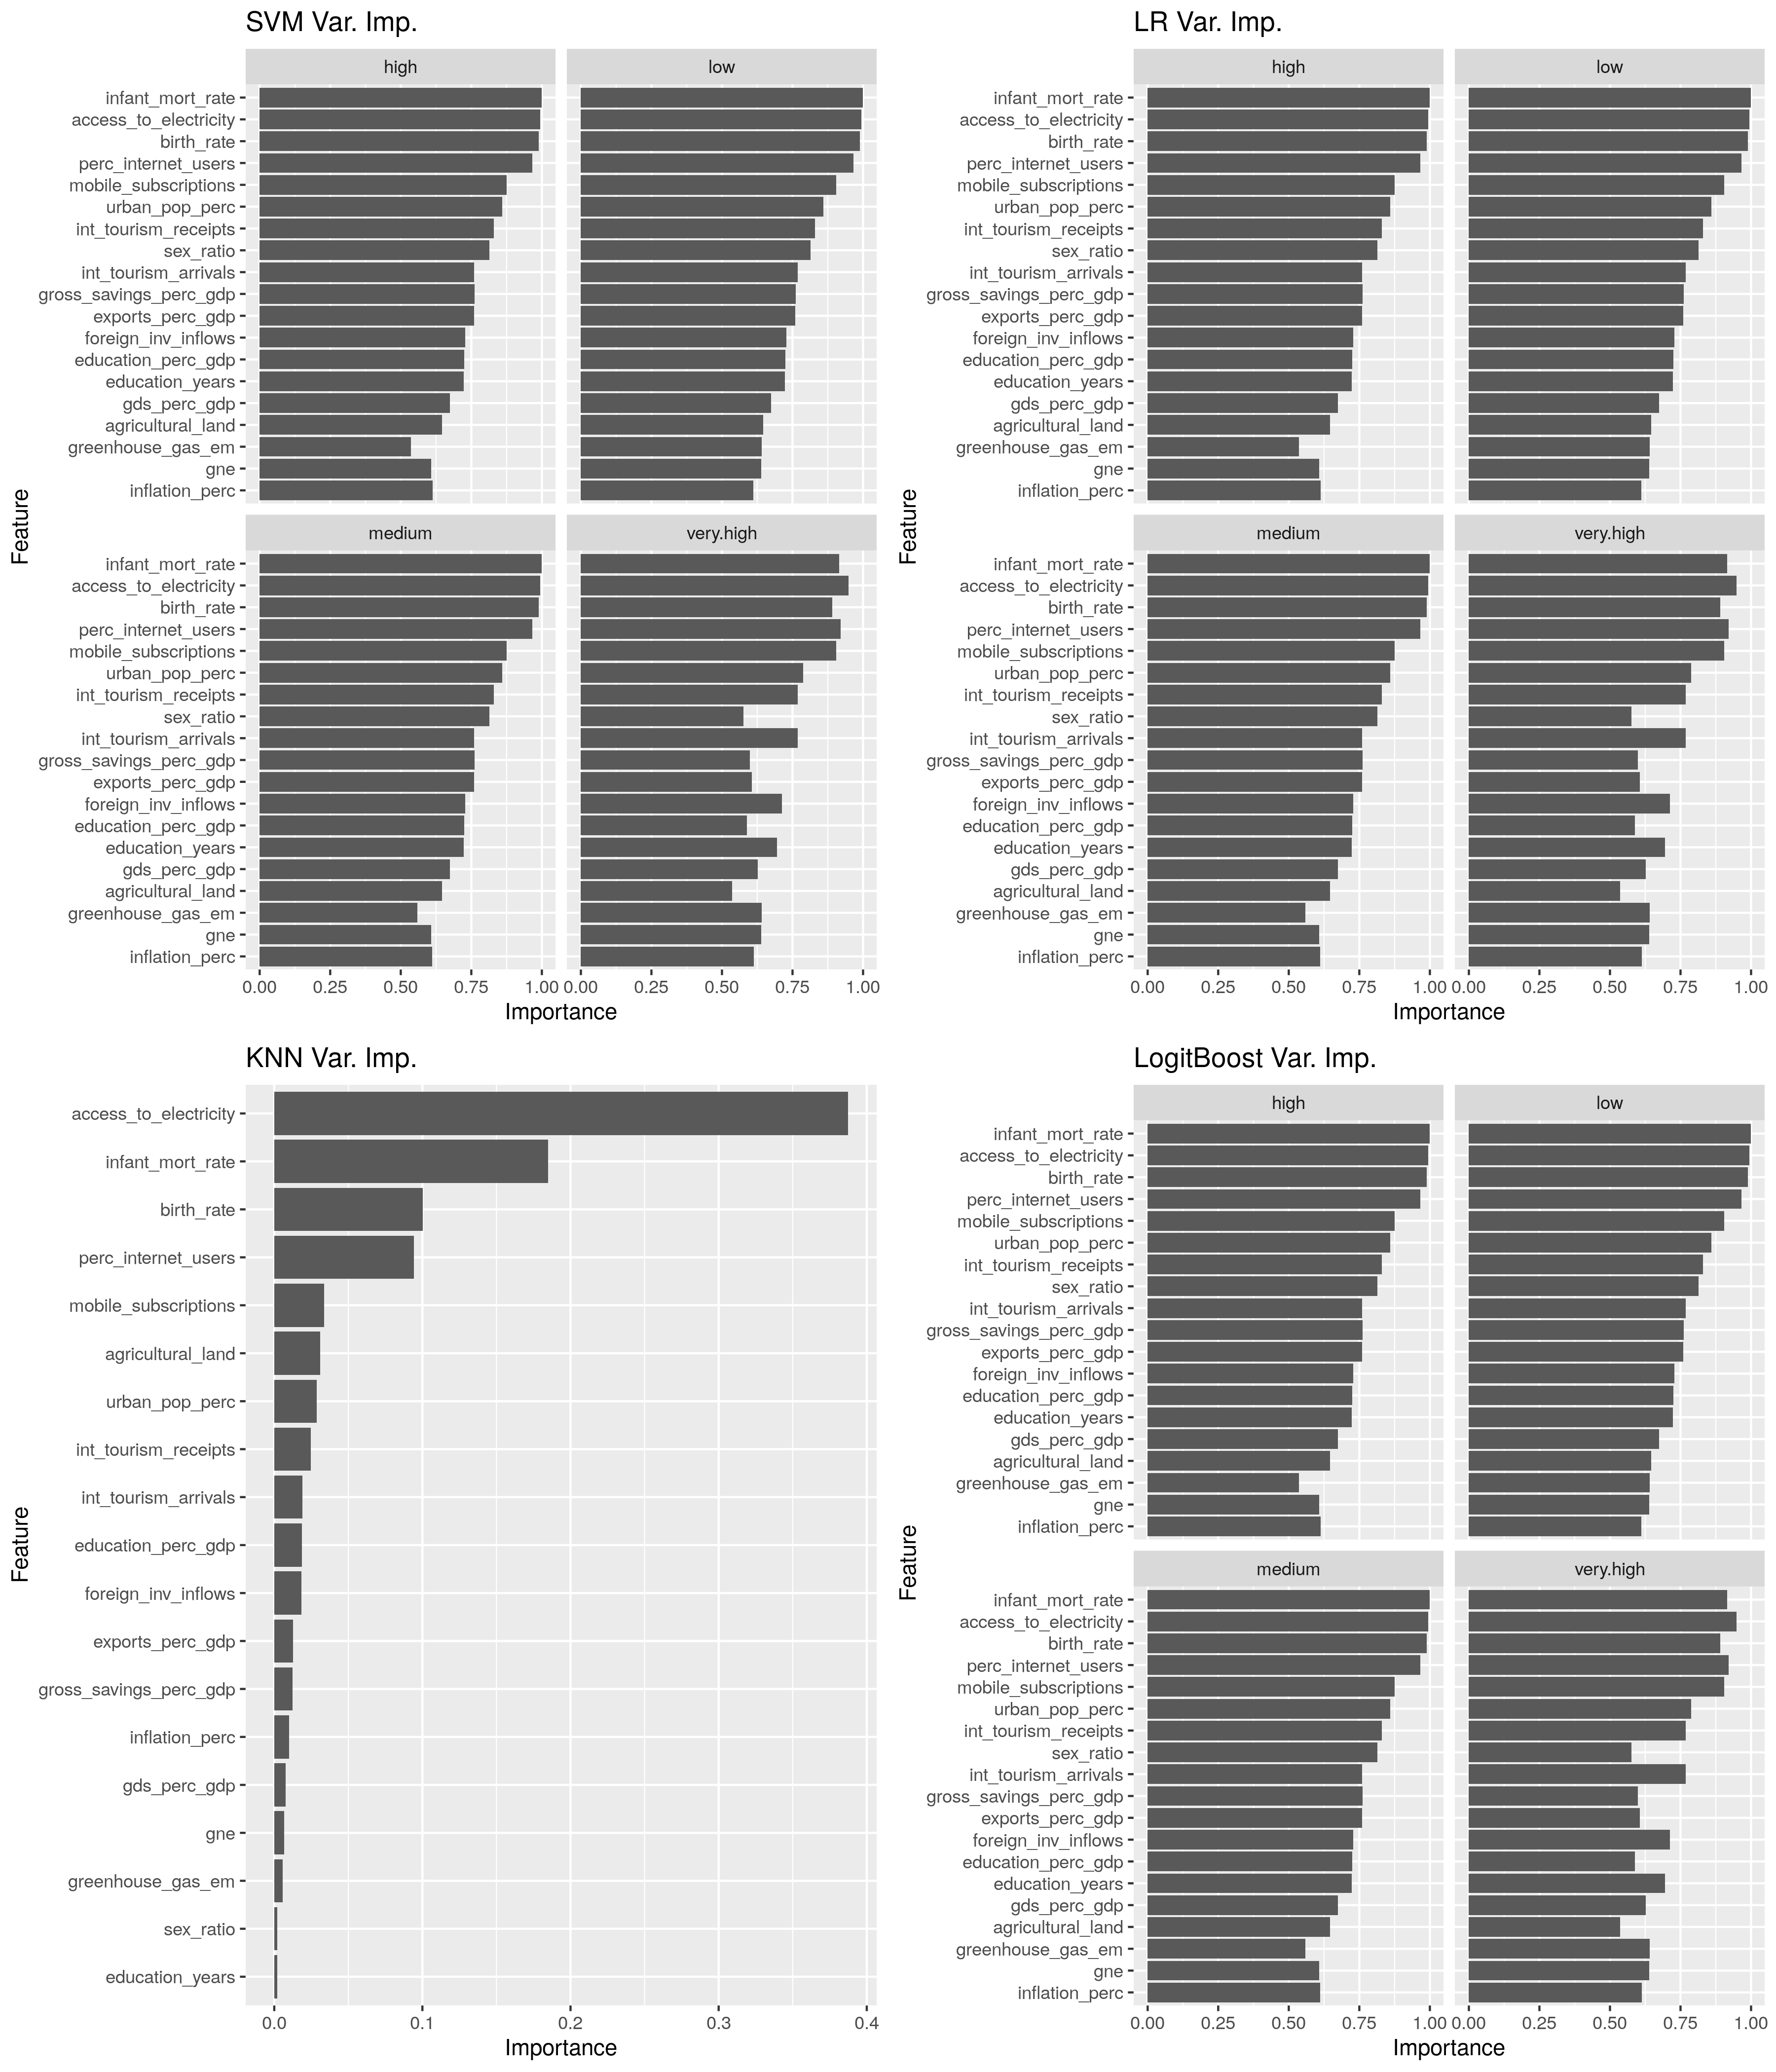 SVM Var. Imp.
high
low
infant_mort_rate
access_to_electricity
birth_rate
perc_internet_users
mobile_subscriptions
urban_pop_perc
int_tourism_receipts
sex_ratio
int_tourism_arrivals
gross_savings_perc_gdp
exports_perc_gdp
foreign_inv_inflows
education_perc_gdp
education_years
gds_perc_gdp
agricultural_land
greenhouse_gas_em
gne
inflation_perc
Feature
medium
very.high
infant_mort_rate
access_to_electricity
birth_rate
perc_internet_users
mobile_subscriptions
urban_pop_perc
int_tourism_receipts
sex_ratio
int_tourism_arrivals
gross_savings_perc_gdp
exports_perc_gdp
foreign_inv_inflows
education_perc_gdp
education_years
gds_perc_gdp
agricultural_land
greenhouse_gas_em
gne
inflation_perc
0.00 0.25 0.50 0.75 1.00 0.00 0.25 0.50 0.75 1.00
Importance
LR Var. Imp.
high
low
infant_mort_rate
access_to_electricity
birth_rate
perc_internet_users
mobile_subscriptions
urban_pop_perc
int_tourism_receipts
sex_ratio
int_tourism_arrivals
gross_savings_perc_gdp
exports_perc_gdp
foreign_inv_inflows
education_perc_gdp
education_years
gds_perc_gdp
agricultural_land
greenhouse_gas_em
gne
inflation_perc
Feature
medium
very.high
infant_mort_rate
access_to_electricity
birth_rate
perc_internet_users
mobile_subscriptions
urban_pop_perc
int_tourism_receipts
sex_ratio
int_tourism_arrivals
gross_savings_perc_gdp
exports_perc_gdp
foreign_inv_inflows
education_perc_gdp
education_years
gds_perc_gdp
agricultural_land
greenhouse_gas_em
gne
inflation_perc
0.00 0.25 0.50 0.75 1.00 0.00 0.25 0.50 0.75 1.00
Importance
KNN Var. Imp.
access_to_electricity
infant_mort_rate
birth_rate
perc_internet_users
mobile_subscriptions
agricultural_land
urban_pop_perc
int_tourism_receipts
int_tourism_arrivals
education_perc_gdp
foreign_inv_inflows
exports_perc_gdp
gross_savings_perc_gdp
inflation_perc
gds_perc_gdp
gne
greenhouse_gas_em
sex_ratio
education_years
Feature
0.0 0.1 0.2 0.3 0.4
Importance
LogitBoost Var. Imp.
high
low
infant_mort_rate
access_to_electricity
birth_rate
perc_internet_users
mobile_subscriptions
urban_pop_perc
int_tourism_receipts
sex_ratio
int_tourism_arrivals
gross_savings_perc_gdp
exports_perc_gdp
foreign_inv_inflows
education_perc_gdp
education_years
gds_perc_gdp
agricultural_land
greenhouse_gas_em
gne
inflation_perc
Feature
medium
very.high
infant_mort_rate
access_to_electricity
birth_rate
perc_internet_users
mobile_subscriptions
urban_pop_perc
int_tourism_receipts
sex_ratio
int_tourism_arrivals
gross_savings_perc_gdp
exports_perc_gdp
foreign_inv_inflows
education_perc_gdp
education_years
gds_perc_gdp
agricultural_land
greenhouse_gas_em
gne
inflation_perc
0.00 0.25 0.50 0.75 1.00 0.00 0.25 0.50 0.75 1.00
Importance